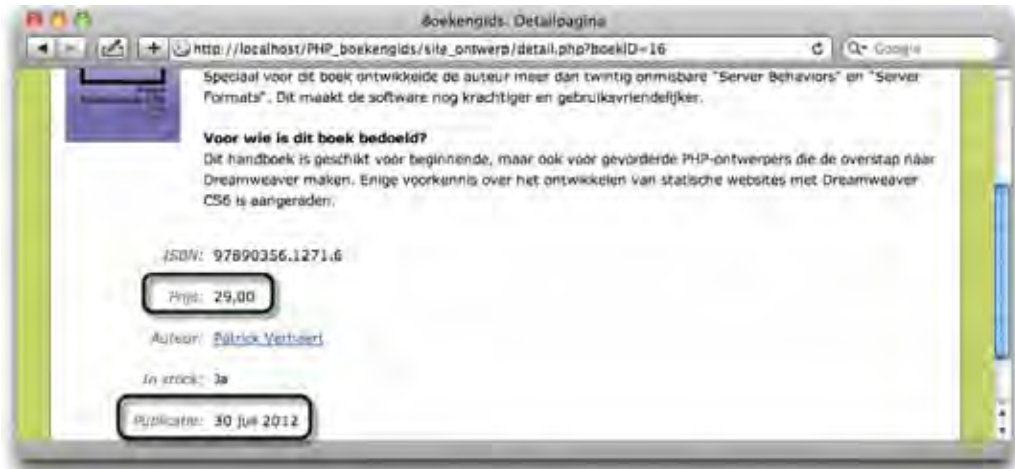 Boekengids. Detailpagina
http://localhost/PHP_boekengids/site_ontwerp/detail.php?boekID=16
Google
Speciaal voor dit boek ontwikkelde de auteur meer dan twintig onmisbare "Server Behaviors" en "Server
Formats". Dit maakt de software nog krachtiger en gebruiksvriendelijker.
Voor wie is dit boek bedoeld?
Dit handboek is geschikt voor beginnende, maar ook voor gevorderde PHP-ontwerpers die de overstap naar
Dreamweaver maken. Enige voorkennis over het ontwikkelen van statische websites met Dreamweaver
CS6 is aangeraden.
ISBN: 97890356.1271.6
Prijs: 29,00
Auteur: Patrick
In stock: Ja
Publicatie: 30 2012